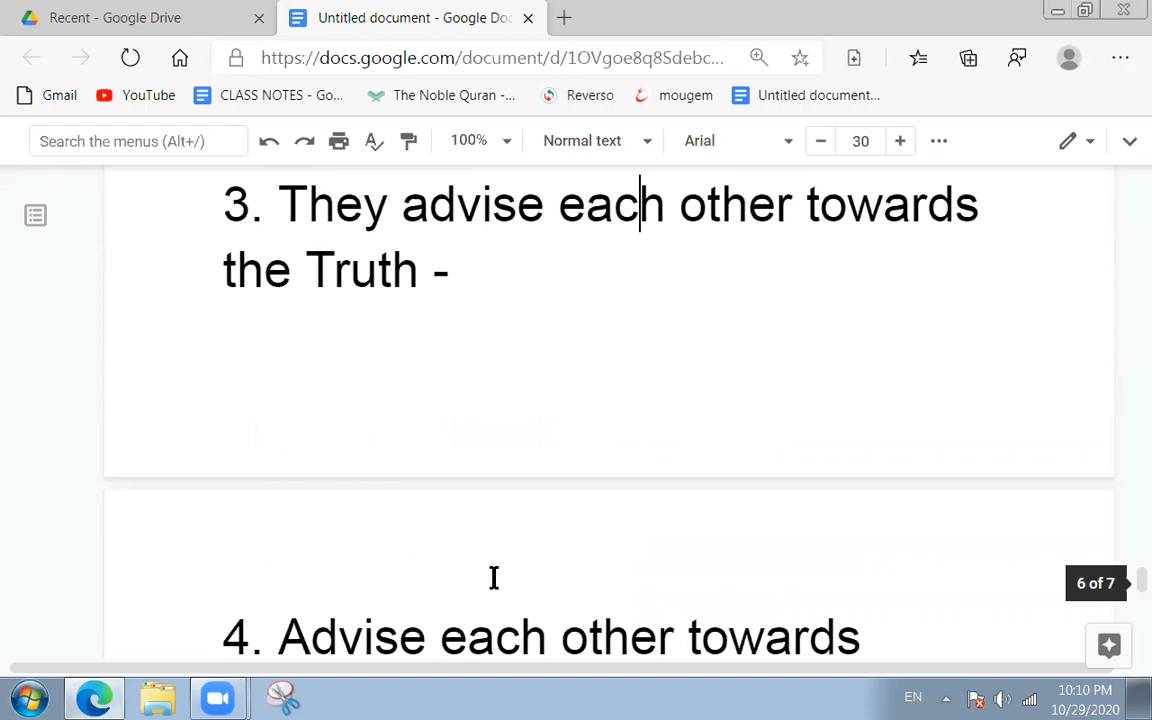 Recent - Google Drive
Untitled document - Google Doc
https://docs.google.com/document/d/1OVgoe8q8Sdebc...
Gmail
YouTube
CLASS NOTES - Go...
The Noble Quran -...
Reverso
mougem
Untitled document...
Search the menus (Alt+/)
100%
Normal text
Arial
30
3. They advise each other towards
the Truth -
6 of 7
4. Advise each other towards
EN
10:10 PM
10/29/2020